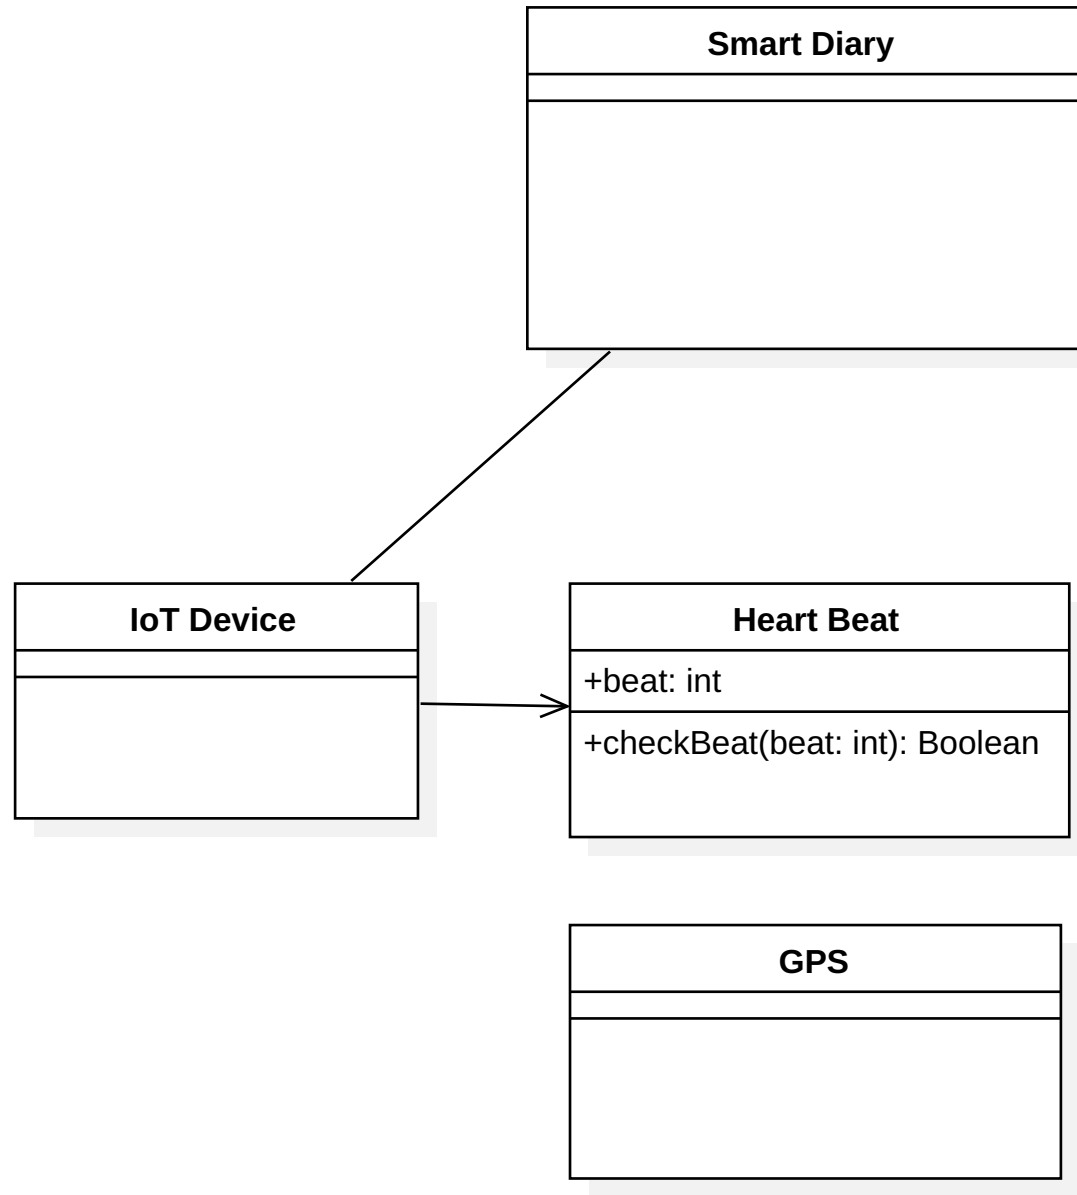 Smart Diary
IoT Device
Heart Beat
+beat: int
+checkBeat(beat: int): Boolean
GPS